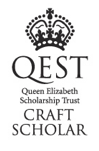 QEST
Queen Elizabeth
Scholarship Trust
CRAFT
SCHOLAR